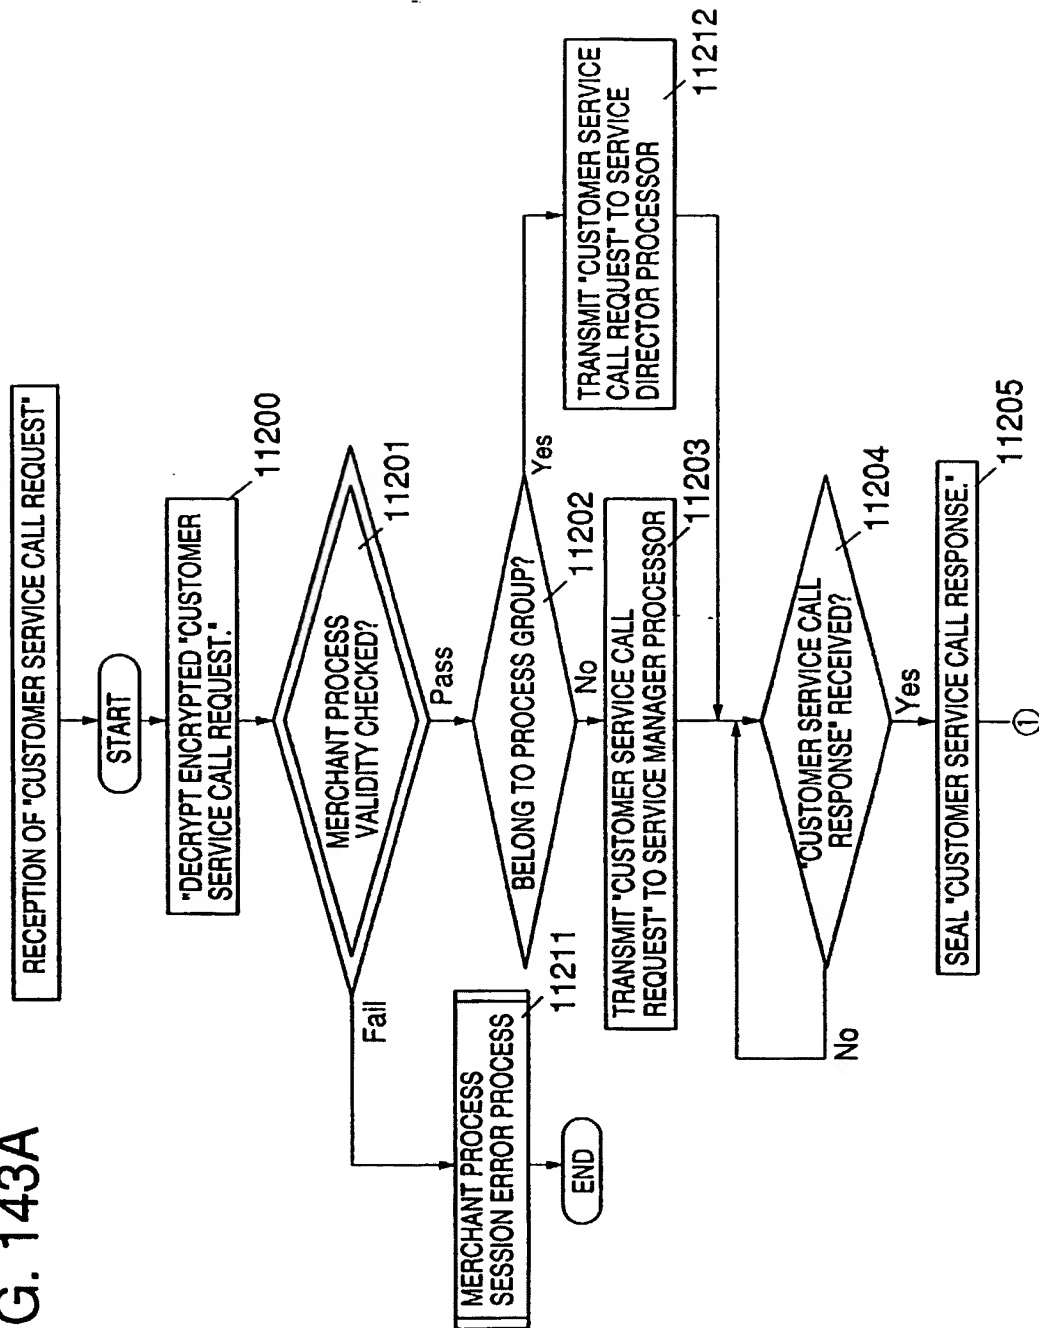 G. 143A
RECEPTION OF "CUSTOMER SERVICE CALL REQUEST"
START
"DECRYPT ENCRYPTED "CUSTOMER
SERVICE CALL REQUEST."
11200
MERCHANT PROCESS
VALIDITY CHECKED?
11201
Fail
Pass
MERCHANT PROCESS
SESSION ERROR PROCESS
11211
END
BELONG TO PROCESS GROUP?
11202
Yes
No
TRANSMIT "CUSTOMER SERVICE
CALL REQUEST" TO SERVICE
DIRECTOR PROCESSOR
11212
TRANSMIT "CUSTOMER SERVICE CALL
REQUEST" TO SERVICE MANAGER PROCESSOR
11203
"CUSTOMER SERVICE CALL
RESPONSE" RECEIVED?
11204
No
Yes
SEAL "CUSTOMER SERVICE CALL RESPONSE."
11205
①